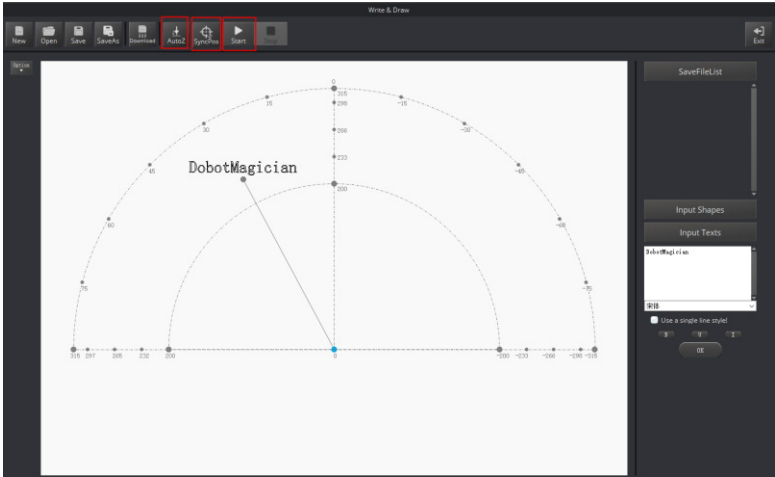 Write & Draw
New Open Save SaveAs Download AutoZ SyncPos Start Stop Exit
Option
SaveFileList
0
315
298
266
233
200
15
-15
30
-30
45
-45
60
-60
75
-75
DobotMagician
315 297 265 232 200 0 -200 -231 -266 -298 -315
Input Shapes
Input Texts
DobotMagician
宋体
Use a single line style!
B U I
OK